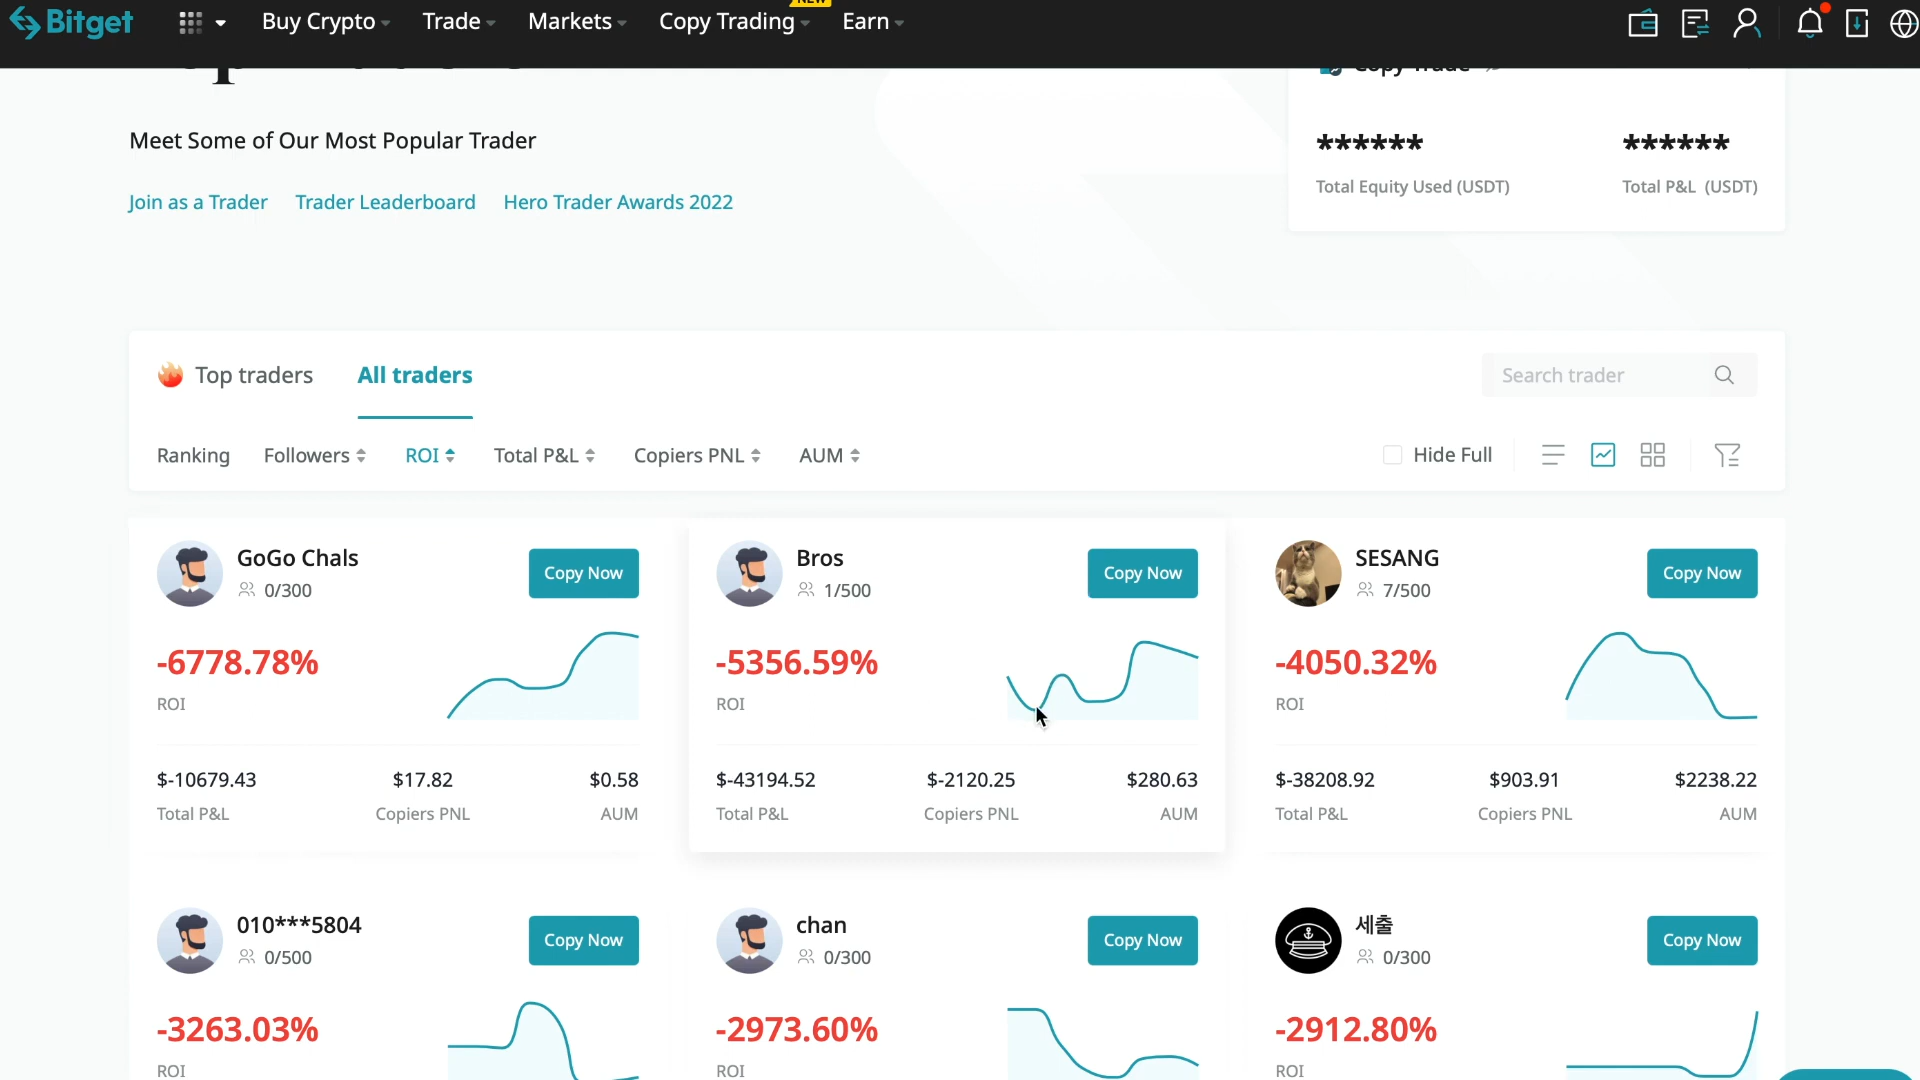 Bitget
Buy Crypto
Trade
Markets
Copy Trading
NEW
Earn
Copy Trade
Meet Some of Our Most Popular Trader
Join as a Trader
Trader Leaderboard
Hero Trader Awards 2022
******
******
Total Equity Used (USDT)
Total P&L (USDT)
Top traders
All traders
Search trader
Ranking
Followers
ROI
Total P&L
Copiers PNL
AUM
Hide Full
GoGo Chals
0/300
Copy Now
-6778.78%
ROI
$-10679.43
$17.82
$0.58
Total P&L
Copiers PNL
AUM
Bros
1/500
Copy Now
-5356.59%
ROI
$-43194.52
$-2120.25
$280.63
Total P&L
Copiers PNL
AUM
SESANG
7/500
Copy Now
-4050.32%
ROI
$-38208.92
$903.91
$2238.22
Total P&L
Copiers PNL
AUM
010***5804
0/500
Copy Now
-3263.03%
ROI
chan
0/300
Copy Now
-2973.60%
ROI
세출
0/300
Copy Now
-2912.80%
ROI